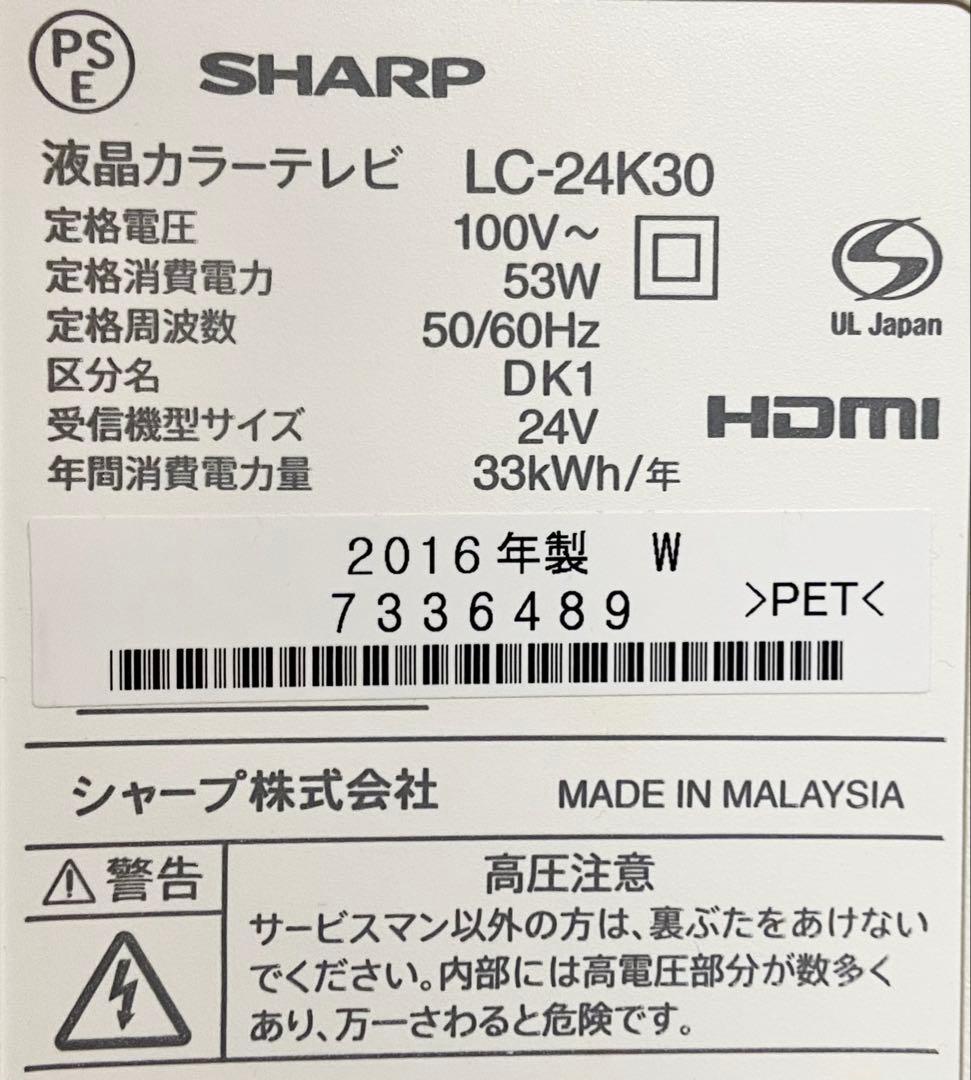 PS
E
SHARP
液晶カラーテレビ LC-24K30
定格電圧 100V～
定格消費電力 53W
定格周波数 50/60Hz
区分名 DK1
受信機型サイズ 24V
年間消費電力量 33kWh/年
UL Japan
HDMI
2016年製 W
7336489
>PET<
シャープ株式会社 MADE IN MALAYSIA
警告
高圧注意
サービスマン以外の方は、裏ぶたをあけない
でください。内部には高電圧部分が数多く
あり、万一さわると危険です。